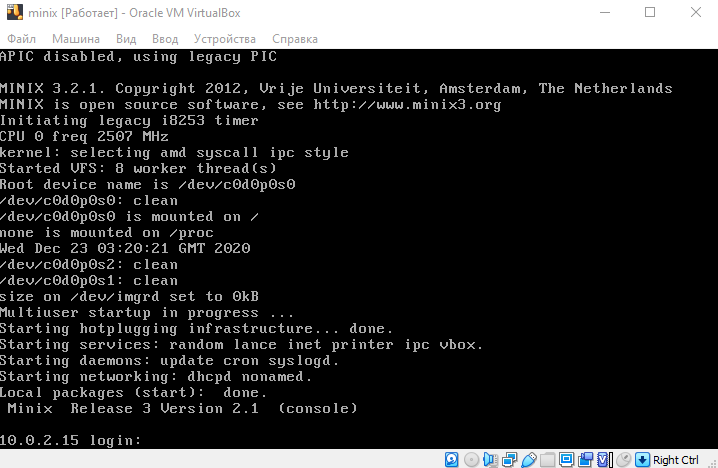 minix [Работает] - Oracle VM VirtualBox
Файл Машина Вид Ввод Устройства Справка
APIC disabled, using legacy PIC
MINIX 3.2.1. Copyright 2012, Vrije Universiteit, Amsterdam, The Netherlands
MINIX is open source software, see http://www.minix3.org
Initiating legacy i8253 timer
CPU 0 freq 2507 MHz
kernel: selecting amd syscall ipc style
Started VFS: 8 worker thread(s)
Root device name is /dev/c0d0p0s0
/dev/c0d0p0s0: clean
/dev/c0d0p0s0 is mounted on /
none is mounted on /proc
Wed Dec 23 03:20:21 GMT 2020
/dev/c0d0p0s2: clean
/dev/c0d0p0s1: clean
size on /dev/imgrd set to 0kB
Multiuser startup in progress ...
Starting hotplugging infrastructure... done.
Starting services: random lance inet printer ipc vbox.
Starting daemons: update cron syslogd.
Starting networking: dhcpd nonamed.
Local packages (start):  done.
Minix  Release 3 Version 2.1  (console)
10.0.2.15 login:
Right Ctrl